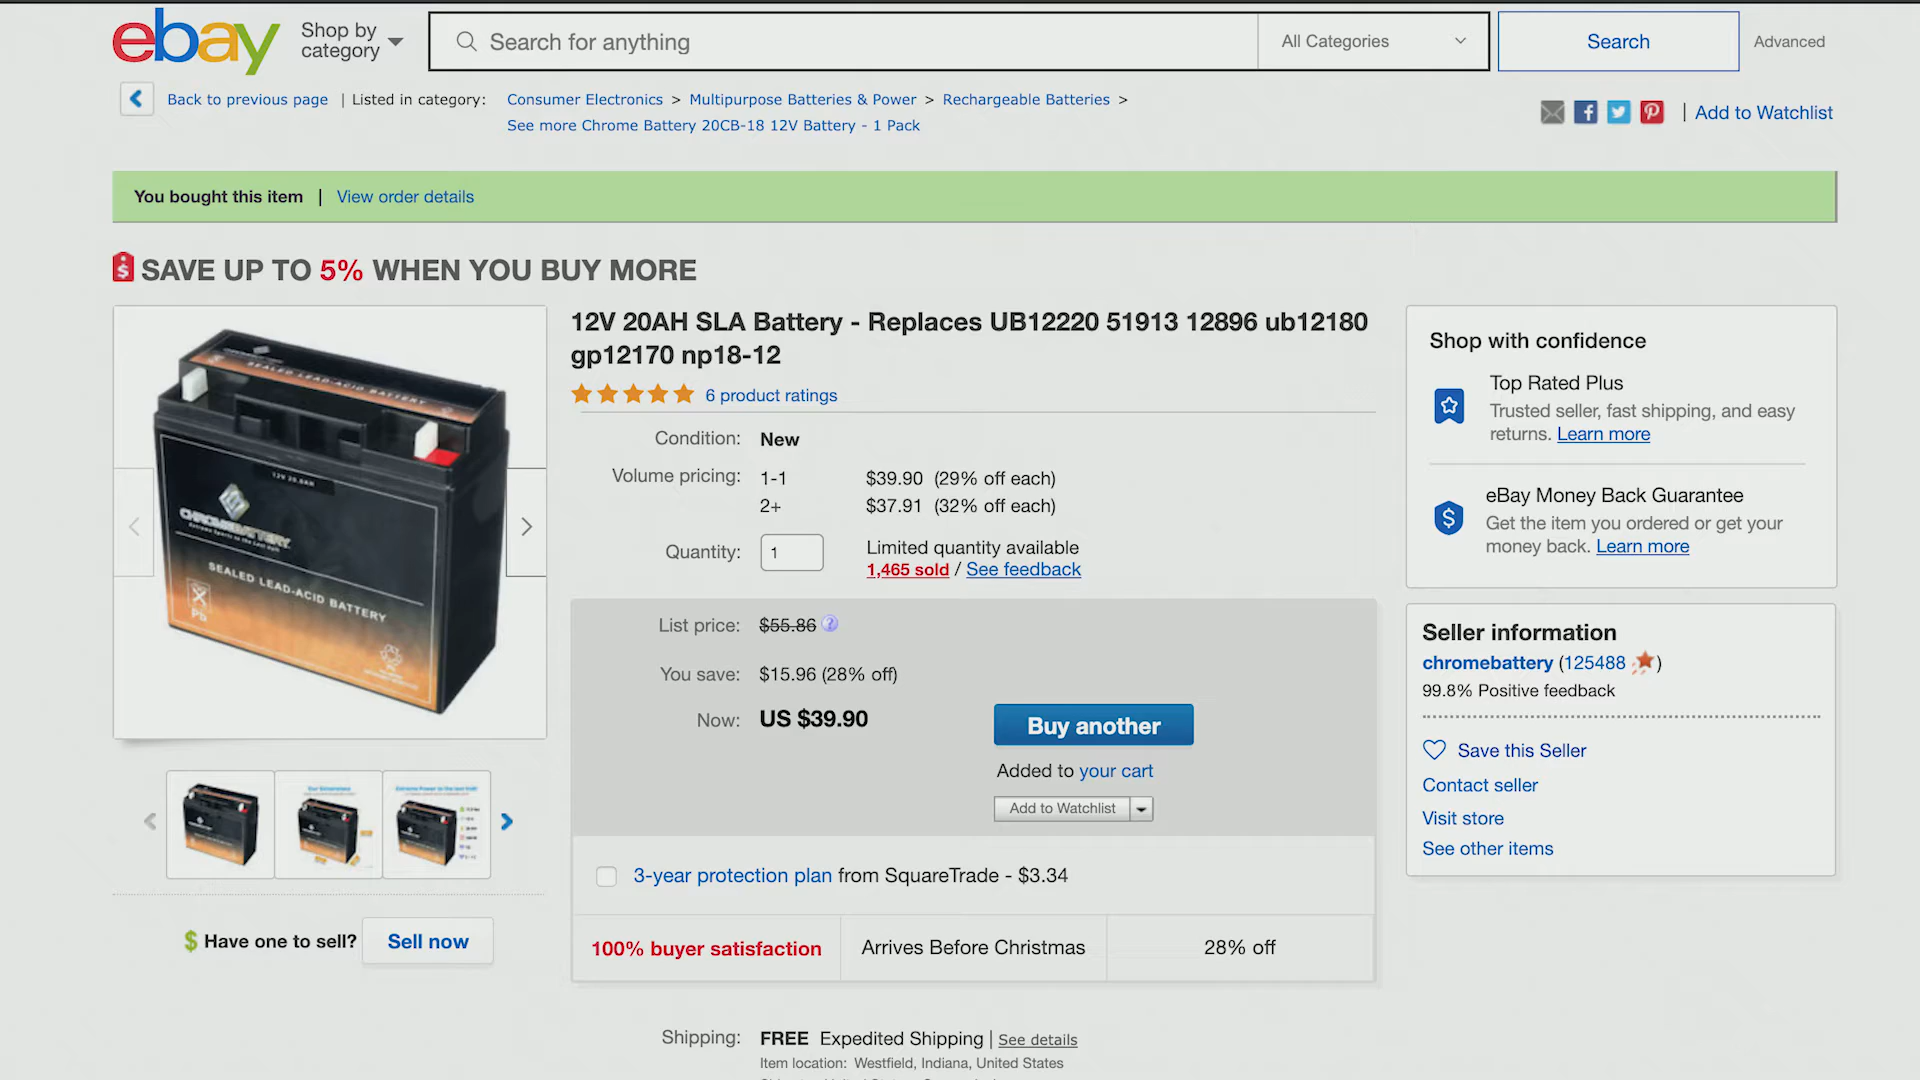 ebay
Shop by
category
Search for anything
All Categories
Search
Advanced
Back to previous page | Listed in category:
Consumer Electronics > Multipurpose Batteries & Power > Rechargeable Batteries >
See more Chrome Battery 20CB-18 12V Battery - 1 Pack
| Add to Watchlist
You bought this item | View order details
SAVE UP TO 5% WHEN YOU BUY MORE
SEALED LEAD-ACID BATTERY
12V 20.0AH
CHROMEBATTERY
SEALED LEAD-ACID BATTERY
Pb
12V 20AH SLA Battery - Replaces UB12220 51913 12896 ub12180
gp12170 np18-12
6 product ratings
Condition: New
Volume pricing: 1-1 $39.90 (29% off each)
2+ $37.91 (32% off each)
Quantity: 1
Limited quantity available
1,465 sold / See feedback
List price: $55.86 ?
You save: $15.96 (28% off)
Now: US $39.90
Buy another
Added to your cart
Add to Watchlist
3-year protection plan from SquareTrade - $3.34
100% buyer satisfaction
Arrives Before Christmas
28% off
Shipping: FREE Expedited Shipping | See details
Item location: Westfield, Indiana, United States
$ Have one to sell? Sell now
Shop with confidence
Top Rated Plus
Trusted seller, fast shipping, and easy
returns. Learn more
eBay Money Back Guarantee
Get the item you ordered or get your
money back. Learn more
Seller information
chromebattery (125488)
99.8% Positive feedback
Save this Seller
Contact seller
Visit store
See other items